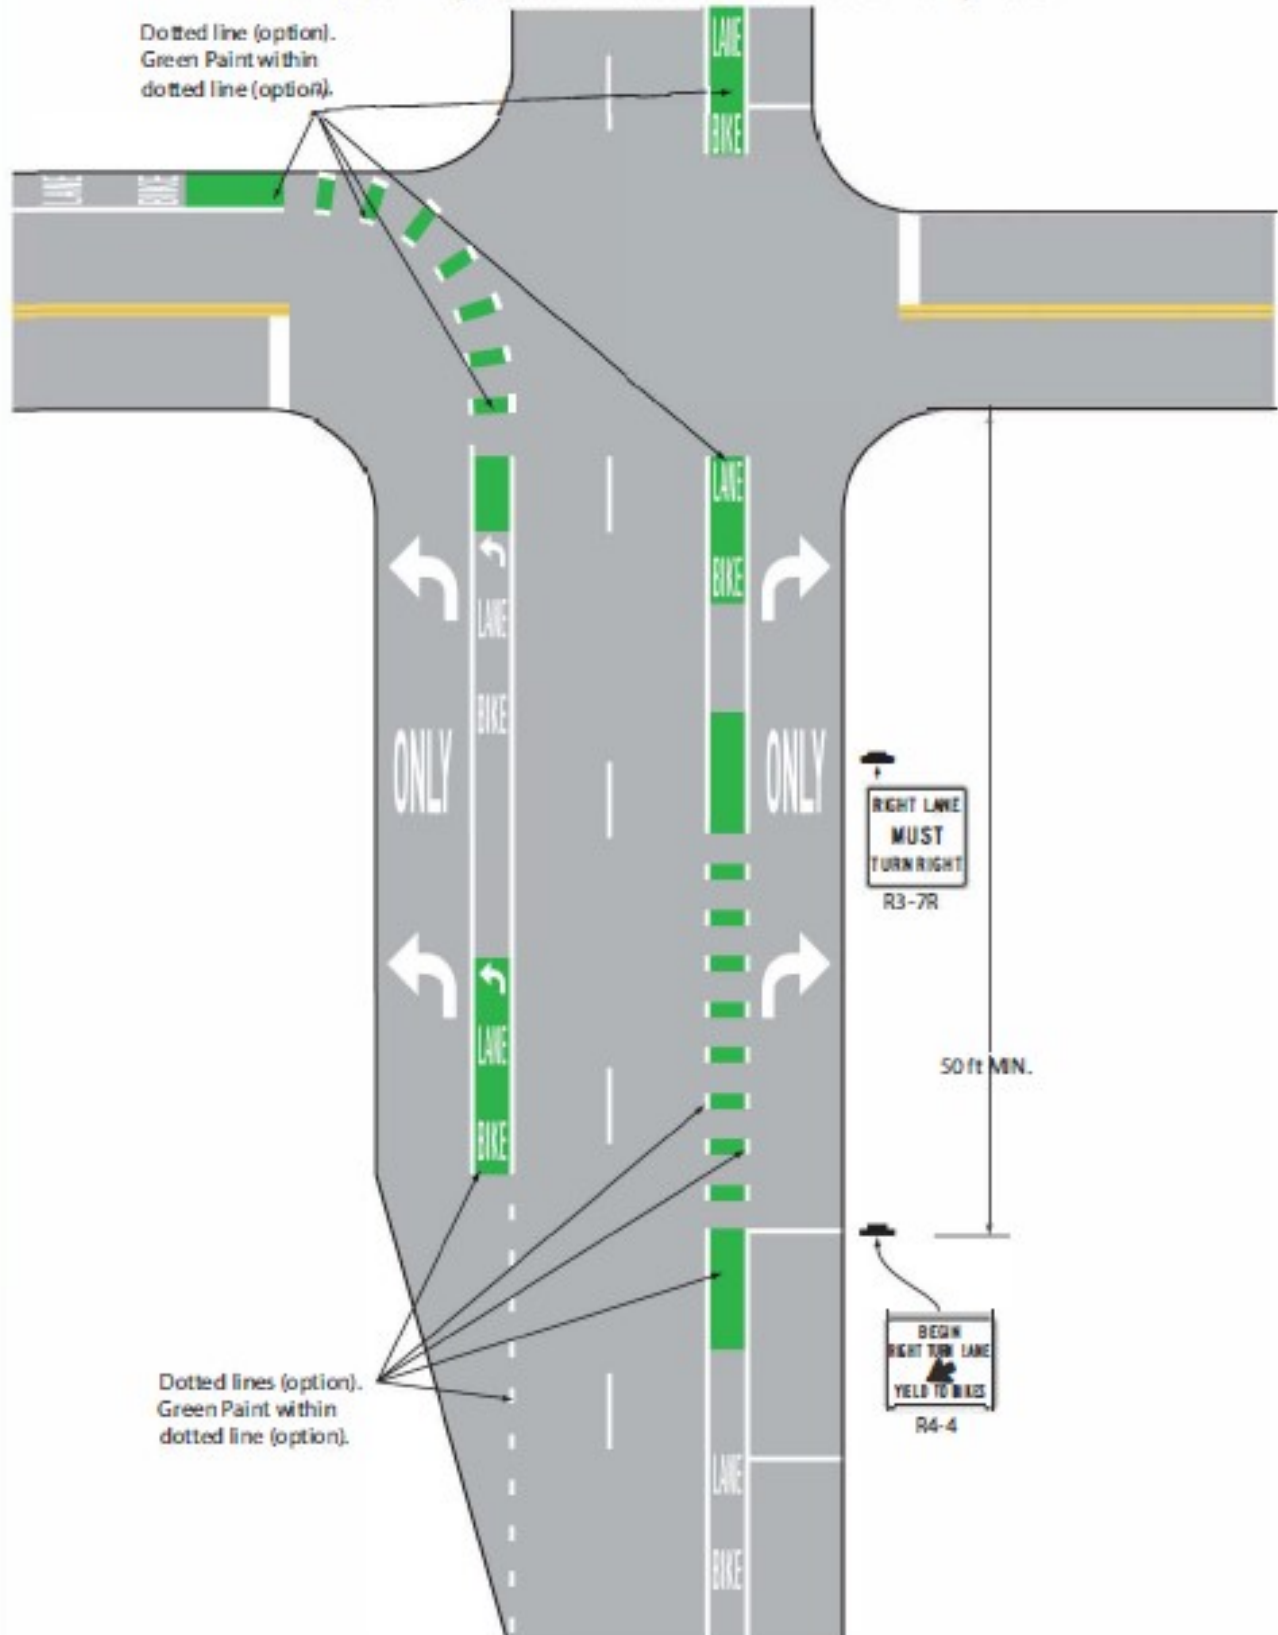 Dotted line (option).
Green Paint within
dotted line (option).
LANE
BIKE
LANE
BIKE
LANE
BIKE
LANE
BIKE
ONLY
ONLY
RIGHT LANE
MUST
TURN RIGHT
R3-7R
LANE
BIKE
50 ft MIN.
BEGIN
RIGHT TURN LANE
YIELD TO BIKES
R4-4
Dotted lines (option).
Green Paint within
dotted line (option).
LANE
BIKE